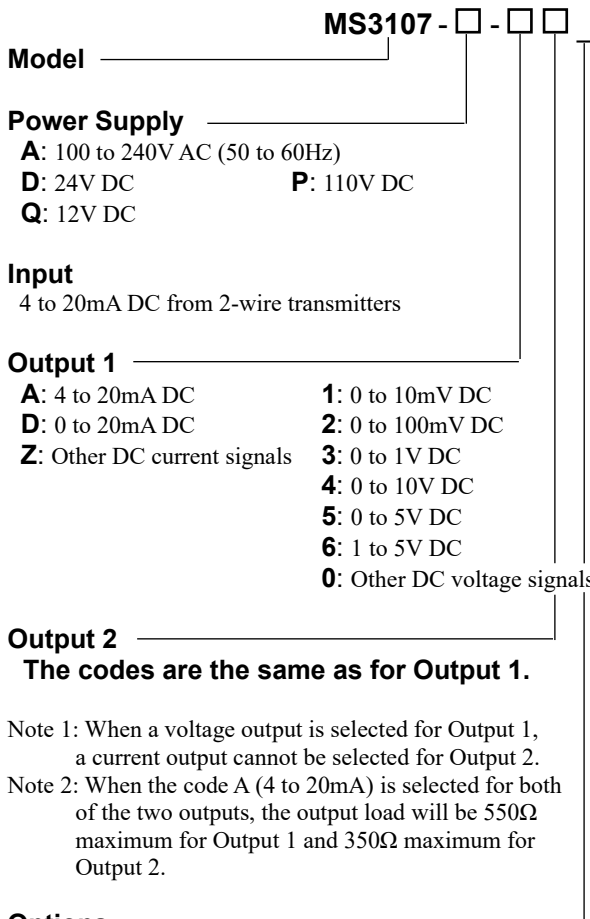 MS3107 - □ - □ □ _
Model
Power Supply
A: 100 to 240V AC (50 to 60Hz)
D: 24V DC P: 110V DC
Q: 12V DC
Input
4 to 20mA DC from 2-wire transmitters
Output 1
A: 4 to 20mA DC 1: 0 to 10mV DC
D: 0 to 20mA DC 2: 0 to 100mV DC
Z: Other DC current signals 3: 0 to 1V DC
4: 0 to 10V DC
5: 0 to 5V DC
6: 1 to 5V DC
0: Other DC voltage signals
Output 2
The codes are the same as for Output 1.
Note 1: When a voltage output is selected for Output 1,
a current output cannot be selected for Output 2.
Note 2: When the code A (4 to 20mA) is selected for both
of the two outputs, the output load will be 550Ω
maximum for Output 1 and 350Ω maximum for
Output 2.
Options